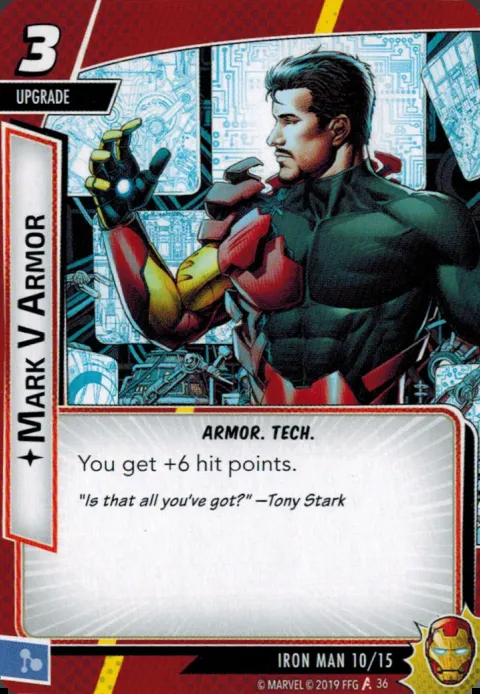 3
UPGRADE
MARK V ARMOR
ARMOR. TECH.
You get +6 hit points.
"Is that all you've got?" —Tony Stark
IRON MAN 10/15
© MARVEL © 2019 FFG 36